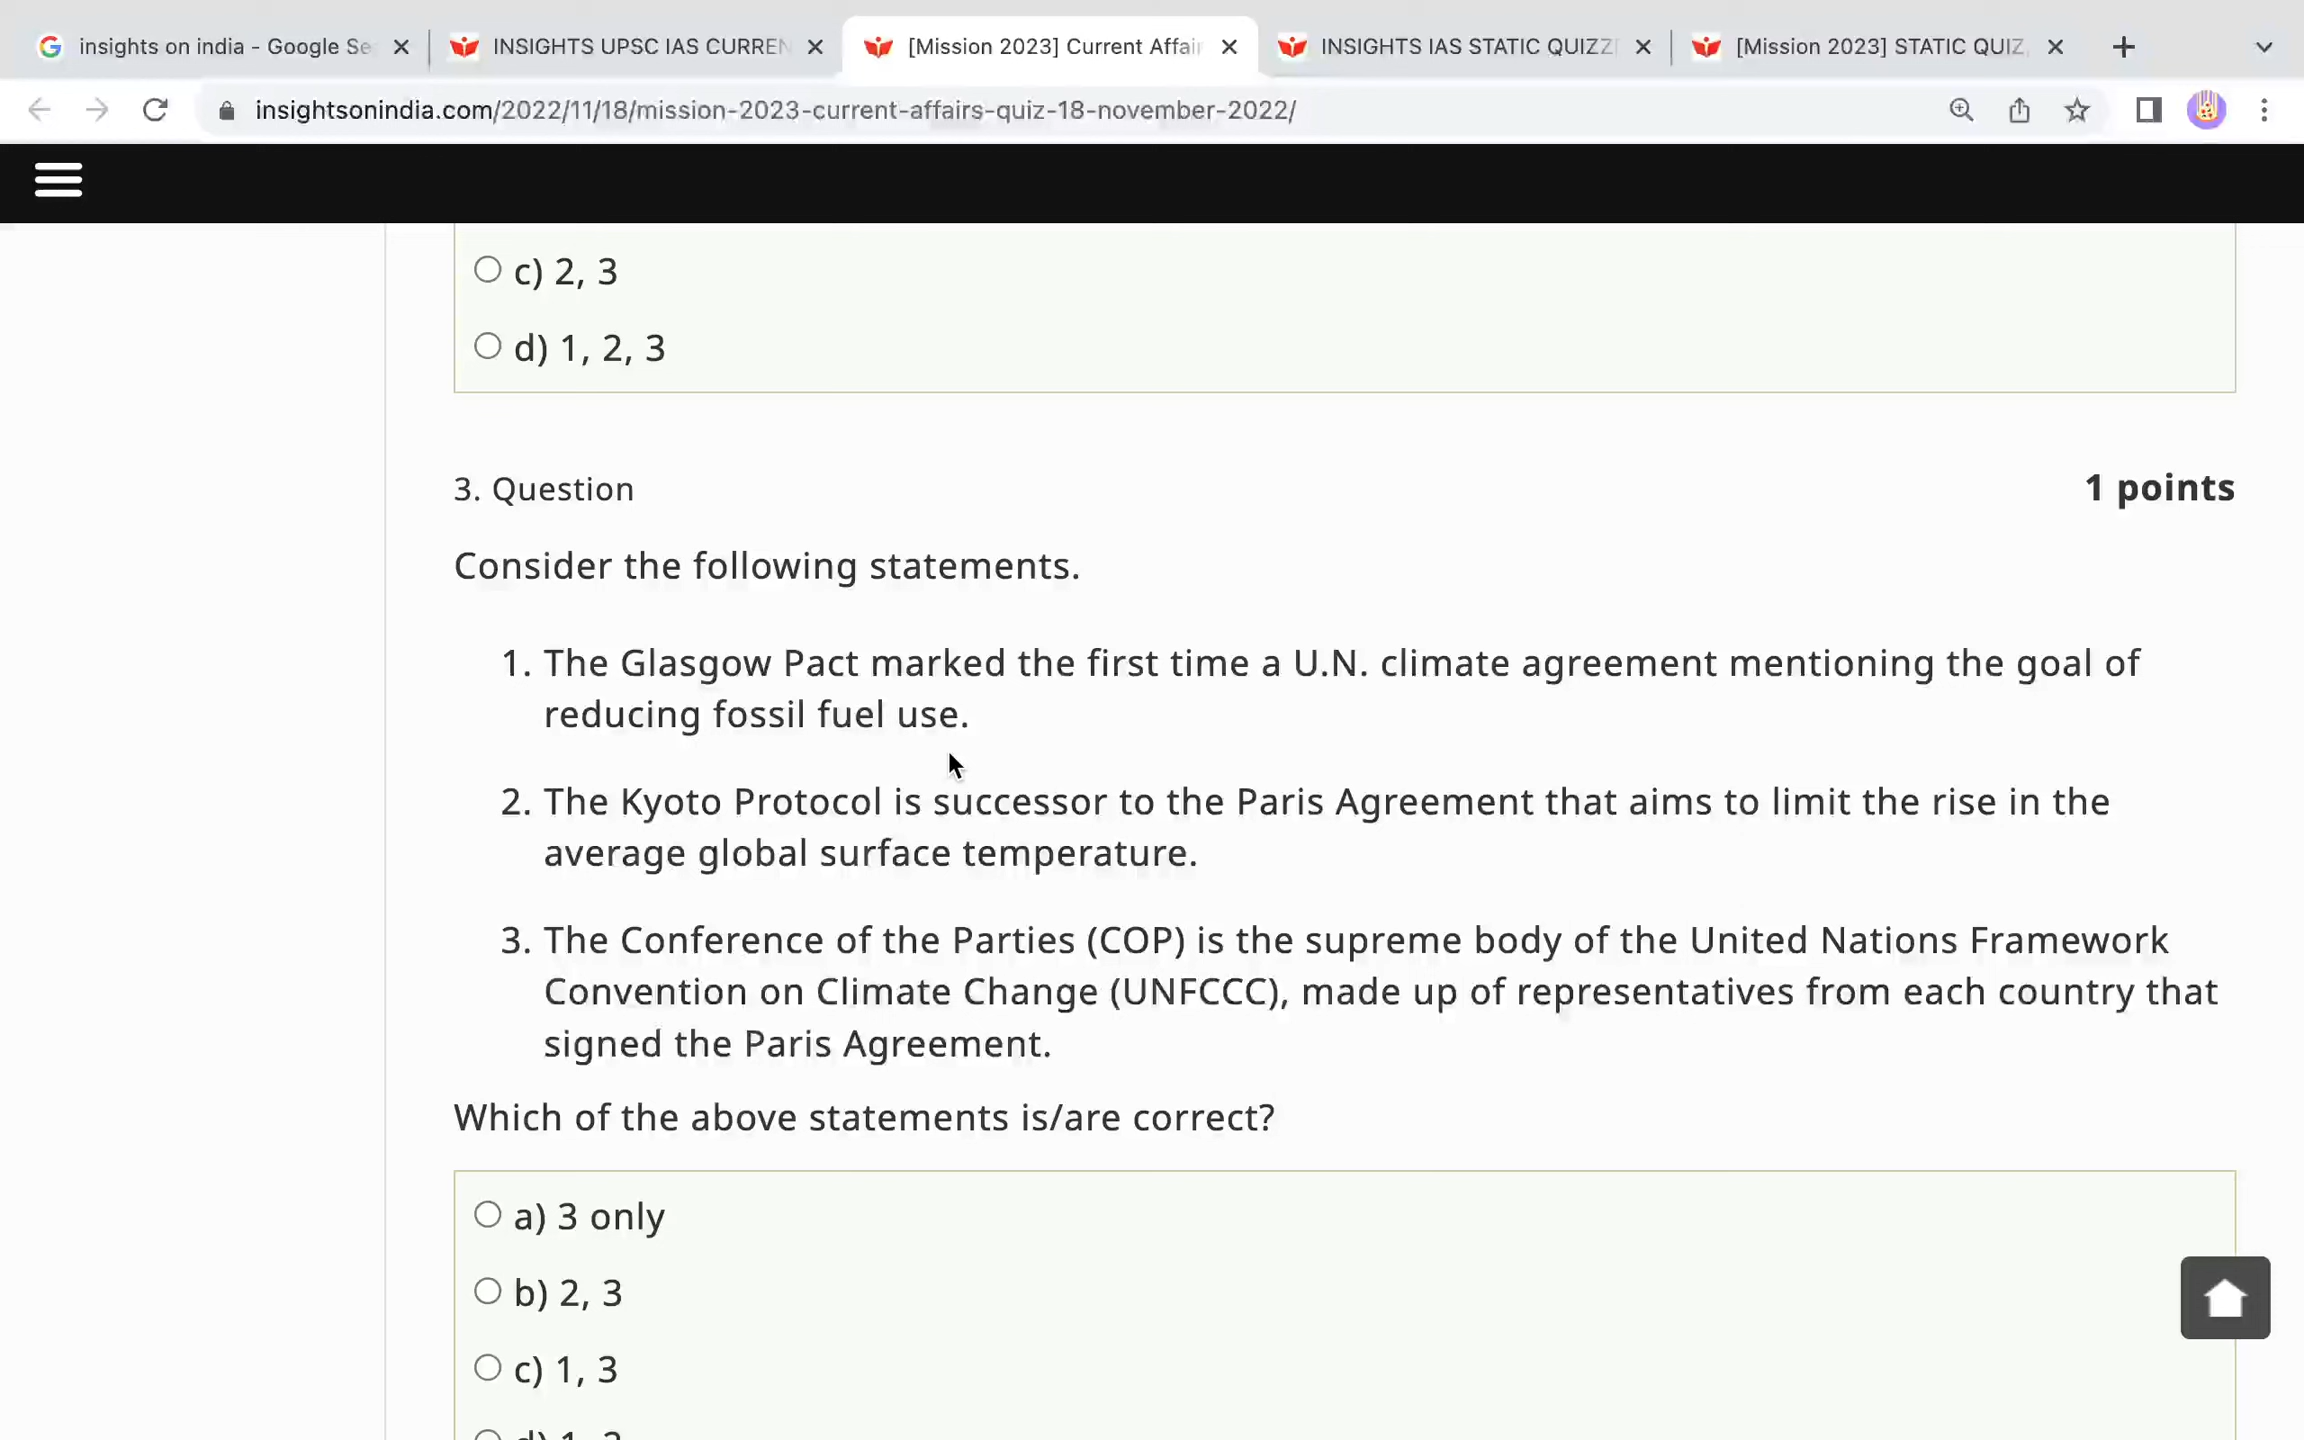 insights on india - Google Se
INSIGHTS UPSC IAS CURREN
[Mission 2023] Current Affair
INSIGHTS IAS STATIC QUIZZ
[Mission 2023] STATIC QUIZ
insightsonindia.com/2022/11/18/mission-2023-current-affairs-quiz-18-november-2022/
c) 2, 3
d) 1, 2, 3
3. Question
1 points
Consider the following statements.
1. The Glasgow Pact marked the first time a U.N. climate agreement mentioning the goal of
reducing fossil fuel use.
2. The Kyoto Protocol is successor to the Paris Agreement that aims to limit the rise in the
average global surface temperature.
3. The Conference of the Parties (COP) is the supreme body of the United Nations Framework
Convention on Climate Change (UNFCCC), made up of representatives from each country that
signed the Paris Agreement.
Which of the above statements is/are correct?
a) 3 only
b) 2, 3
c) 1, 3